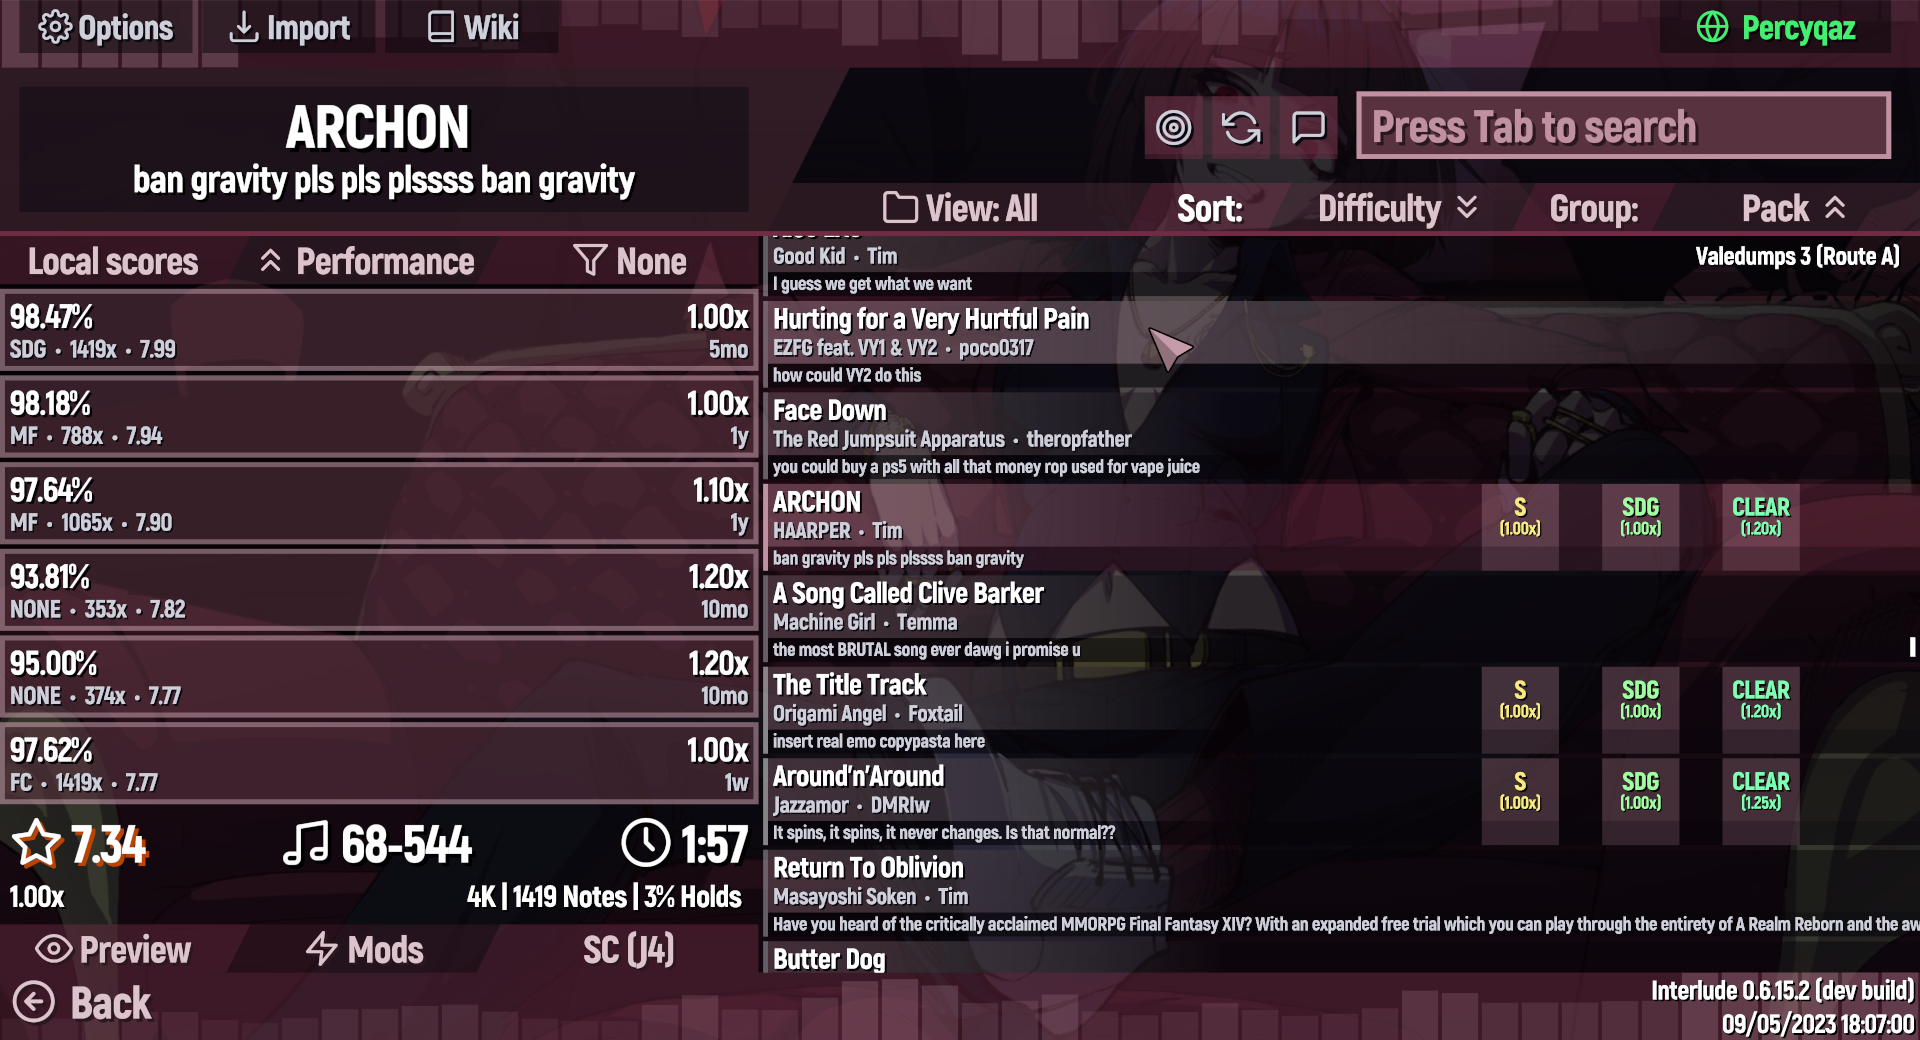 Options
Import
Wiki
Percyqaz
ARCHON
ban gravity pls pls plssss ban gravity
Press Tab to search
View: All
Sort:
Difficulty
Group:
Pack
Local scores
Performance
None
98.47%
1.00x
SDG • 1419x • 7.99
5mo
98.18%
1.00x
MF • 788x • 7.94
1y
97.64%
1.10x
MF • 1065x • 7.90
1y
93.81%
1.20x
NONE • 353x • 7.82
10mo
95.00%
1.20x
NONE • 374x • 7.77
10mo
97.62%
1.00x
FC • 1419x • 7.77
1w
7.34
68-544
1:57
1.00x
4K | 1419 Notes | 3% Holds
Preview
Mods
SC (J4)
Back
Good Kid • Tim
Valedumps 3 (Route A)
I guess we get what we want
Hurting for a Very Hurtful Pain
EZFG feat. VY1 & VY2 • poco0317
how could VY2 do this
Face Down
The Red Jumpsuit Apparatus • theropfather
you could buy a ps5 with all that money rop used for vape juice
ARCHON
HAARPER • Tim
ban gravity pls pls plssss ban gravity
S
(1.00x)
SDG
(1.00x)
CLEAR
(1.20x)
A Song Called Clive Barker
Machine Girl • Temma
the most BRUTAL song ever dawg i promise u
The Title Track
Origami Angel • Foxtail
insert real emo copypasta here
S
(1.00x)
SDG
(1.00x)
CLEAR
(1.20x)
Around'n'Around
Jazzamor • DMRIw
It spins, it spins, it never changes. Is that normal??
S
(1.00x)
SDG
(1.00x)
CLEAR
(1.25x)
Return To Oblivion
Masayoshi Soken • Tim
Have you heard of the critically acclaimed MMORPG Final Fantasy XIV? With an expanded free trial which you can play through the entirety of A Realm Reborn and the aw
Butter Dog
Interlude 0.6.15.2 (dev build)
09/05/2023 18:07:00